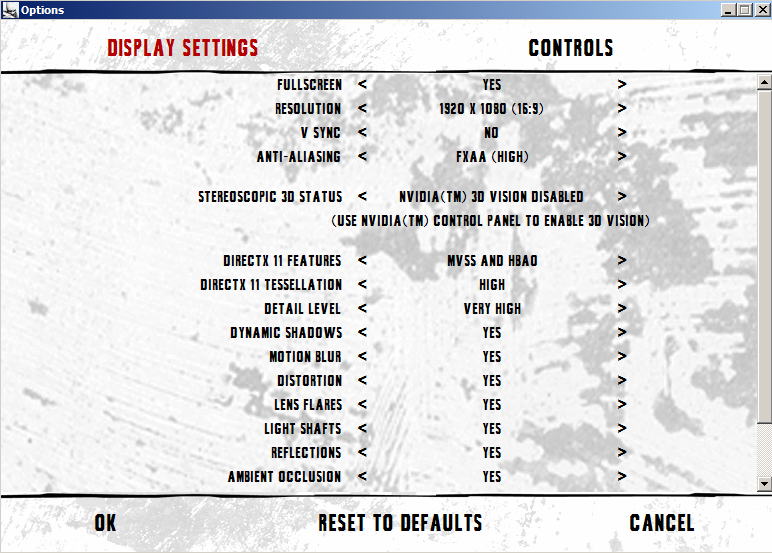 Options
DISPLAY SETTINGS CONTROLS
FULLSCREEN < YES >
RESOLUTION < 1920 X 1080 (16:9) >
V SYNC < NO >
ANTI-ALIASING < FXAA (HIGH) >
STEREOSCOPIC 3D STATUS < NVIDIA(TM) 3D VISION DISABLED >
(USE NVIDIA(TM) CONTROL PANEL TO ENABLE 3D VISION)
DIRECTX 11 FEATURES < MVSS AND HBAO >
DIRECTX 11 TESSELLATION < HIGH >
DETAIL LEVEL < VERY HIGH >
DYNAMIC SHADOWS < YES >
MOTION BLUR < YES >
DISTORTION < YES >
LENS FLARES < YES >
LIGHT SHAFTS < YES >
REFLECTIONS < YES >
AMBIENT OCCLUSION < YES >
OK RESET TO DEFAULTS CANCEL